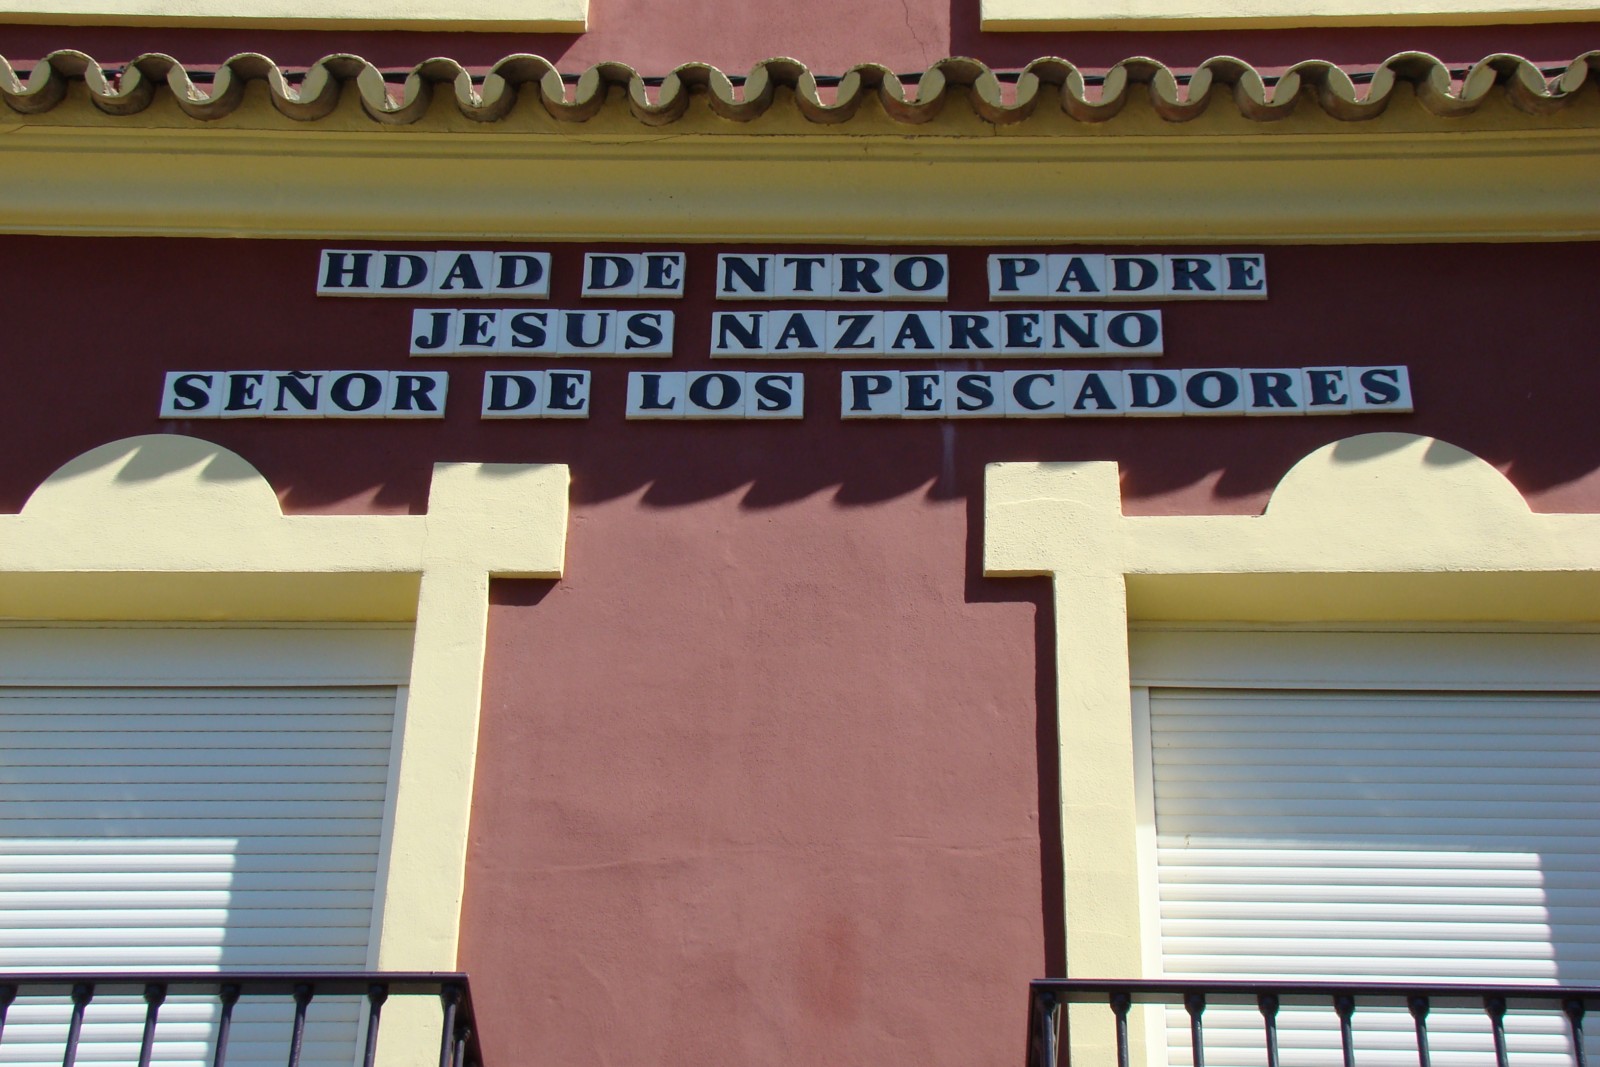 HDAD DE NTRO PADRE
JESUS NAZARENO
SEÑOR DE LOS PESCADORES